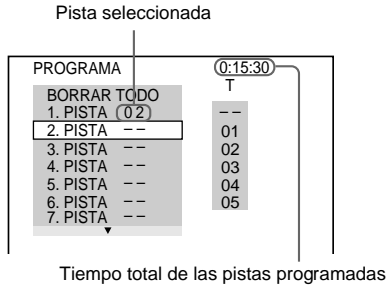 Pista seleccionada
PROGRAMA 0:15:30
T
BORRAR TODO
1. PISTA 0 2 – –
2. PISTA – – 01
3. PISTA – – 02
4. PISTA – – 03
5. PISTA – – 04
6. PISTA – – 05
7. PISTA – –
Tiempo total de las pistas programadas